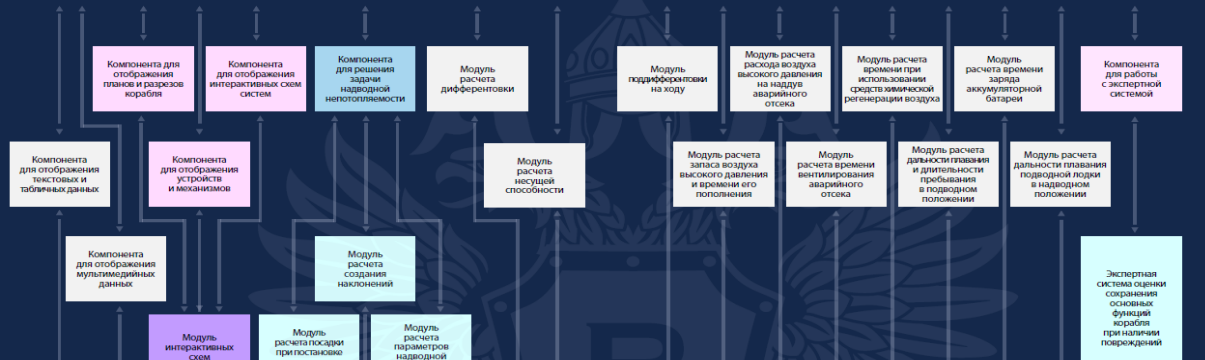 Компонента для
отображения
планов и разрезов
корабля
Компонента
для отображения
интерактивных схем
систем
Компонента
для решения
задачи
надводной
непотопляемости
Модуль
расчета
дифферентовки
Модуль
поддифферентовки
на ходу
Модуль расчета
расхода воздуха
высокого давления
на наддув
аварийного
отсека
Модуль расчета
времени при
использовании
средств химической
регенерации воздуха
Модуль
расчета времени
заряда
аккумуляторной
батареи
Компонента
для работы
с экспертной
системой
Компонента
для отображения
текстовых и
табличных данных
Компонента
для отображения
устройств
и механизмов
Модуль
расчета
несущей
способности
Модуль расчета
запаса воздуха
высокого давления
и времени его
пополнения
Модуль
расчета времени
вентилирования
аварийного
отсека
Модуль расчета
дальности плавания
и длительности
пребывания
в подводном
положении
Модуль расчета
дальности плавания
подводной лодки
в надводном
положении
Компонента
для отображения
мультимедийных
данных
Модуль
расчета
создания
наклонений
Экспертная
система оценки
сохранения
основных
функций
корабля
при наличии
повреждений
Модуль
интерактивных
схем
Модуль
расчета посадки
при постановке
Модуль
расчета
параметров
надводной